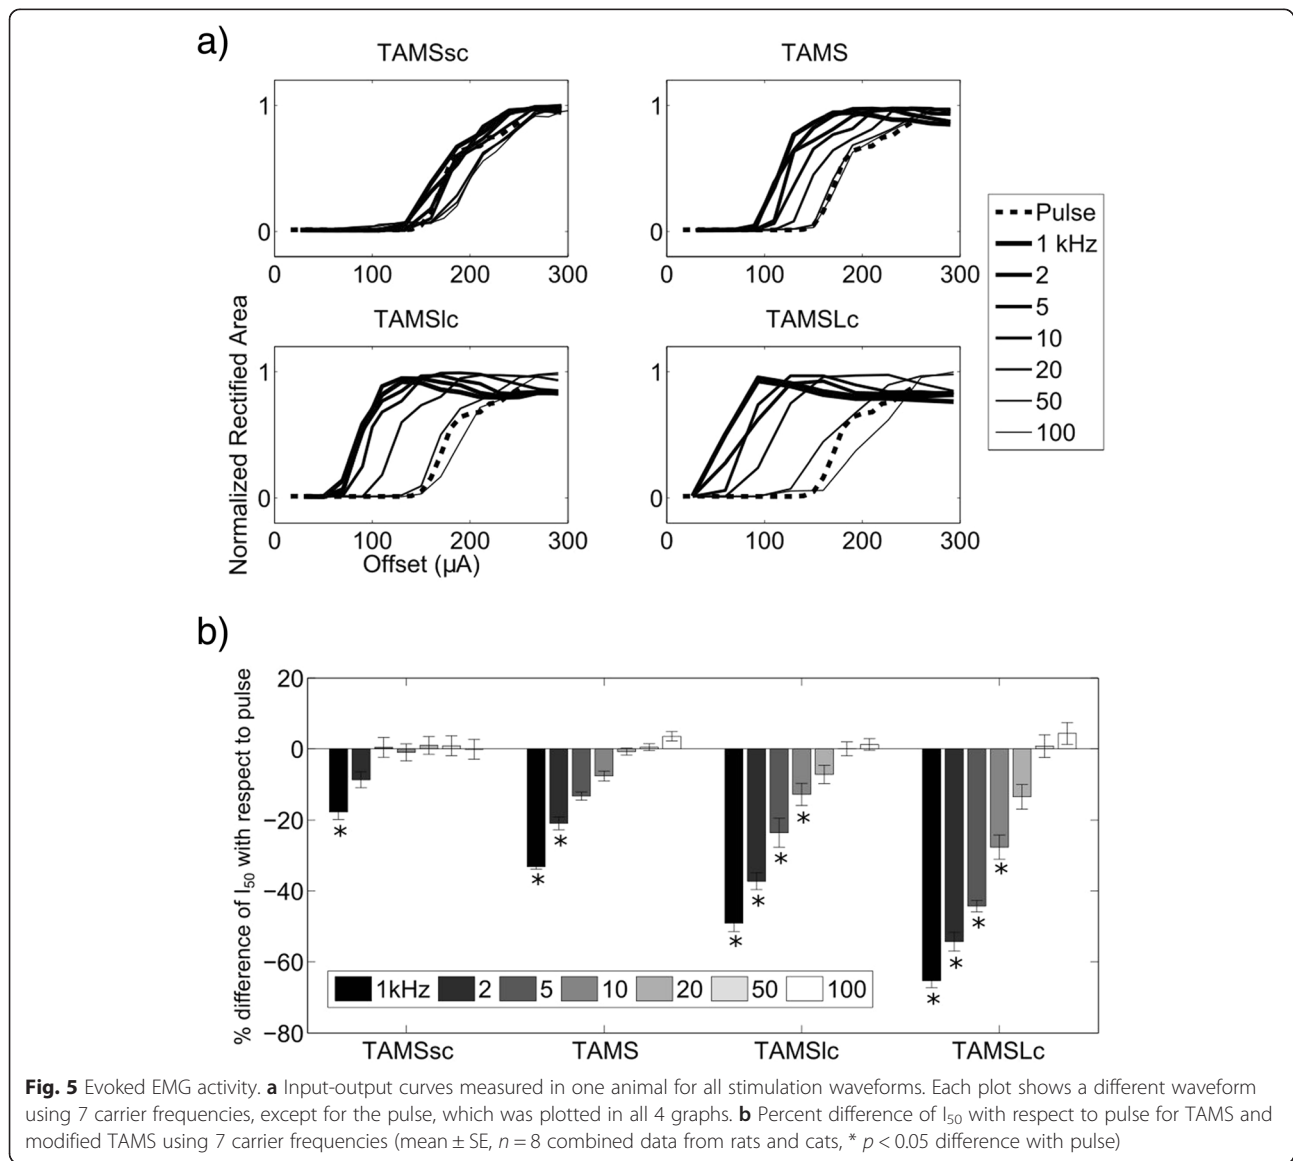 a)
TAMSsc
TAMS
1
0
0
100
200
300
1
0
0
100
200
300
TAMSlc
TAMSLc
1
0
0
100
200
300
1
0
0
100
200
300
Normalized Rectified Area
Offset (µA)
Pulse
1 kHz
2
5
10
20
50
100
b)
% difference of I50 with respect to pulse
20
0
−20
−40
−60
−80
* * * * * * * * * * *
1kHz 2 5 10 20 50 100
TAMSsc TAMS TAMSlc TAMSLc
Fig. 5 Evoked EMG activity. a Input-output curves measured in one animal for all stimulation waveforms. Each plot shows a different waveform
using 7 carrier frequencies, except for the pulse, which was plotted in all 4 graphs. b Percent difference of I50 with respect to pulse for TAMS and
modified TAMS using 7 carrier frequencies (mean ± SE, n = 8 combined data from rats and cats, * p < 0.05 difference with pulse)